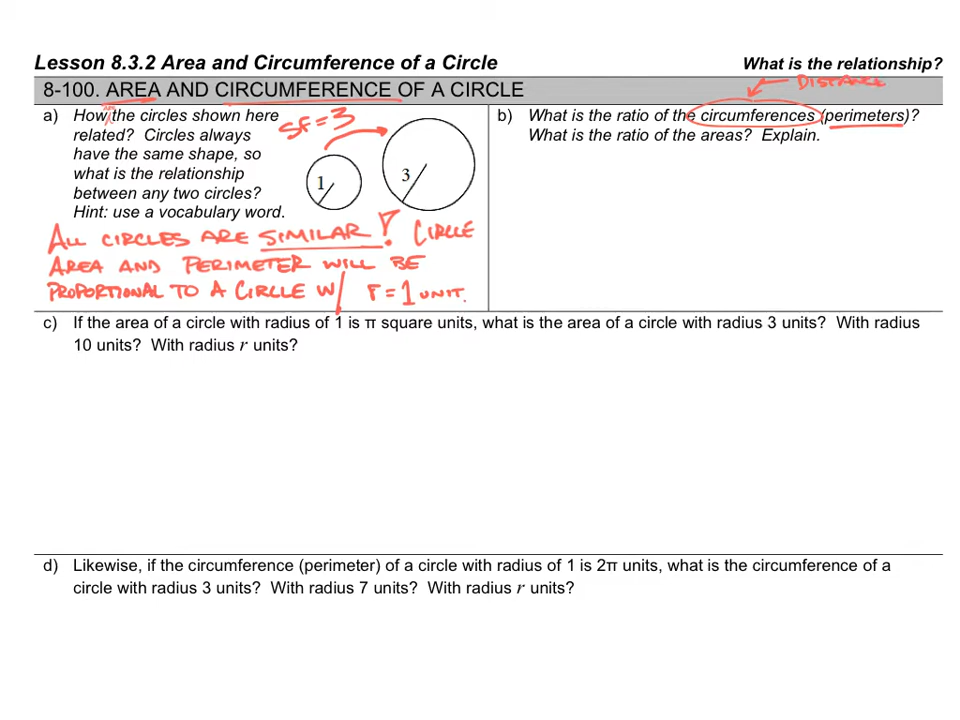 Lesson 8.3.2 Area and Circumference of a Circle
What is the relationship?
8-100. AREA AND CIRCUMFERENCE OF A CIRCLE
DISTANCE
a) How are the circles shown here
related? Circles always
have the same shape, so
what is the relationship
between any two circles?
Hint: use a vocabulary word.
SF=3
1
3
ALL CIRCLES ARE SIMILAR! CIRCLE
AREA AND PERIMETER WILL BE
PROPORTIONAL TO A CIRCLE W/ r=1 UNIT.
b) What is the ratio of the circumferences (perimeters)?
What is the ratio of the areas? Explain.
c) If the area of a circle with radius of 1 is π square units, what is the area of a circle with radius 3 units? With radius
10 units? With radius r units?
d) Likewise, if the circumference (perimeter) of a circle with radius of 1 is 2π units, what is the circumference of a
circle with radius 3 units? With radius 7 units? With radius r units?